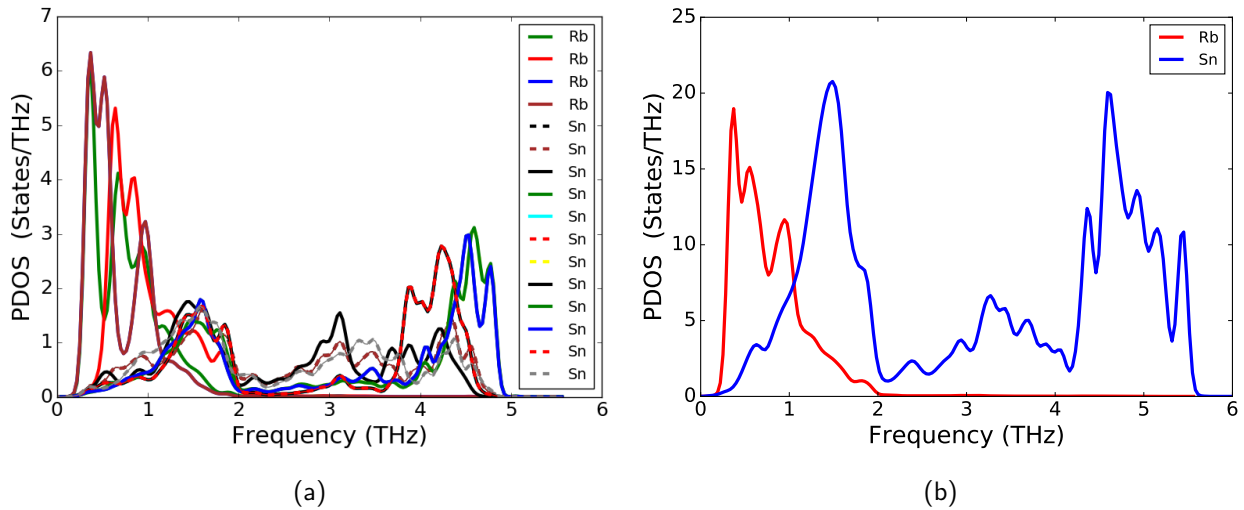 7
6
5
4
3
2
1
0
PDOS (States/THz)
0 1 2 3 4 5 6
Frequency (THz)
Rb
Rb
Rb
Rb
Sn
Sn
Sn
Sn
Sn
Sn
Sn
Sn
Sn
Sn
Sn
Sn
(a)
25
20
15
10
5
0
PDOS (States/THz)
0 1 2 3 4 5 6
Frequency (THz)
Rb
Sn
(b)